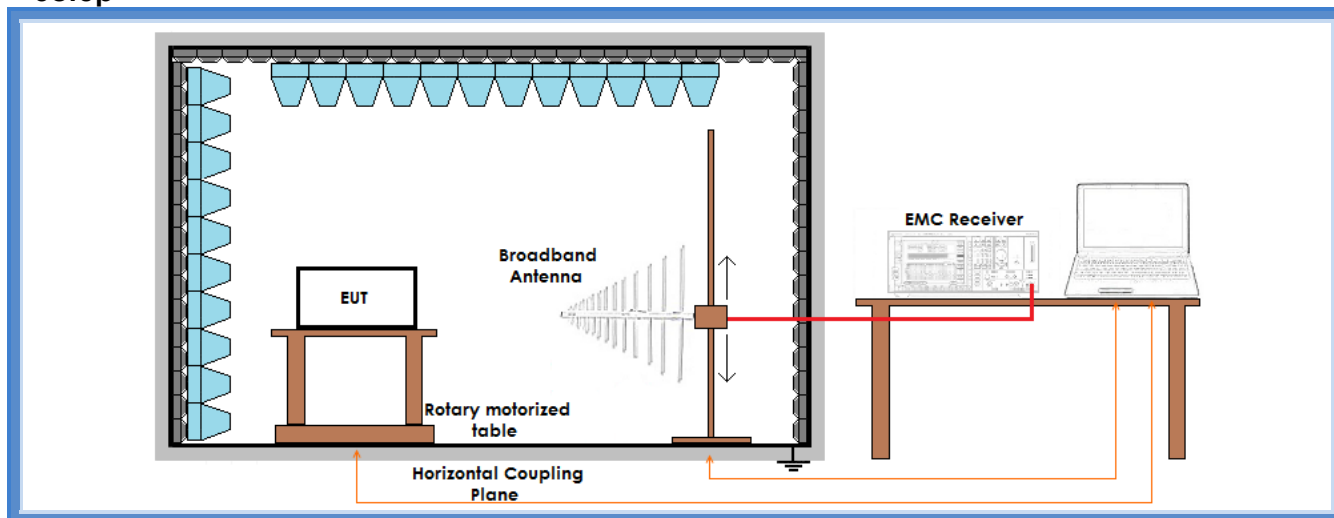 EMC Receiver
Broadband
Antenna
EUT
Rotary motorized
table
Horizontal Coupling
Plane